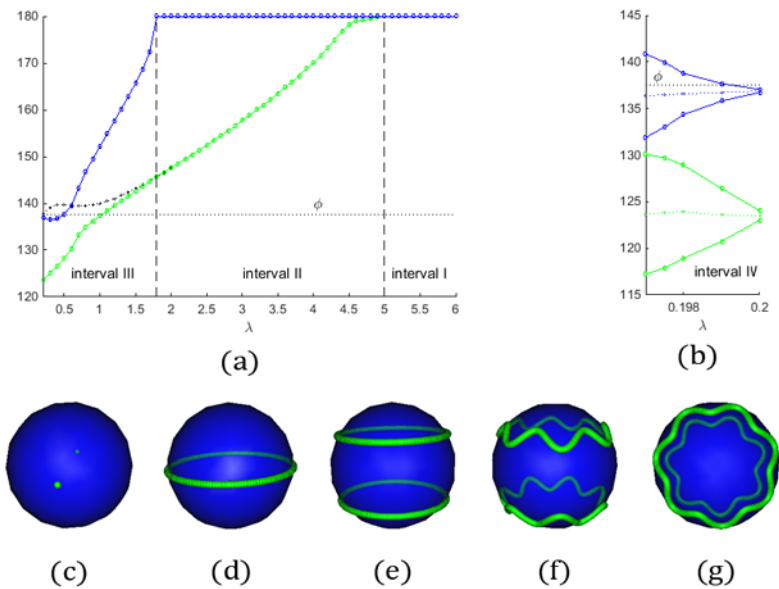 180
170
160
150
140
130
120
ϕ
interval III
interval II
interval I
0.5 1 1.5 2 2.5 3 3.5 4 4.5 5 5.5 6
λ
(a)
145
140
135
130
125
120
115
ϕ
interval IV
0.198 0.2
λ
(b)
(c) (d) (e) (f) (g)